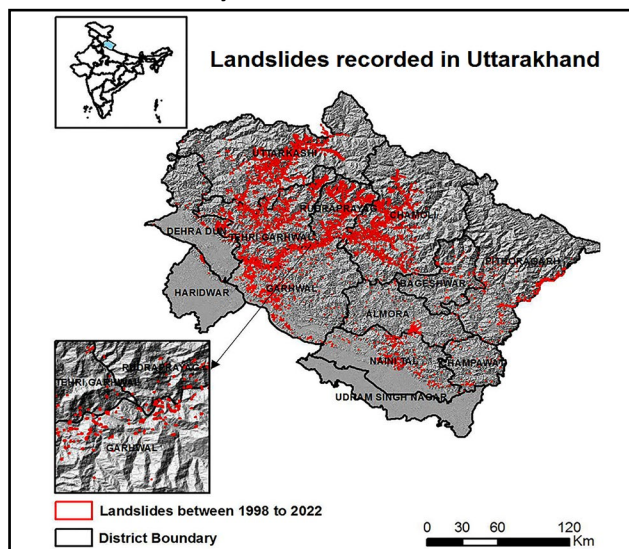 Landslides recorded in Uttarakhand
UTTARKASHI
RUDRAPRAYAG
CHAMOLI
DEHRA DUN
TEHRI GARHWAL
PITHORAGARH
HARIDWAR
GARHWAL
BAGESHWAR
ALMORA
NAINITAL
CHAMPAWAT
UDRAM SINGH NAGAR
RUDRAPRAYAG
TEHRI GARHWAL
GARHWAL
Landslides between 1998 to 2022
District Boundary
0 30 60 120
Km